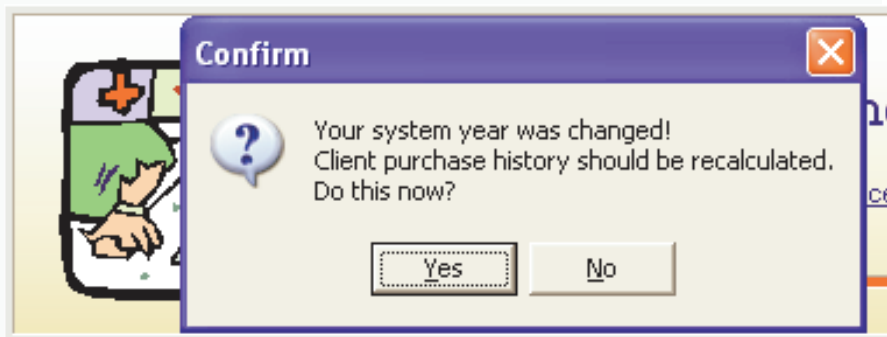 Confirm
Your system year was changed!
Client purchase history should be recalculated.
Do this now?
Yes
No